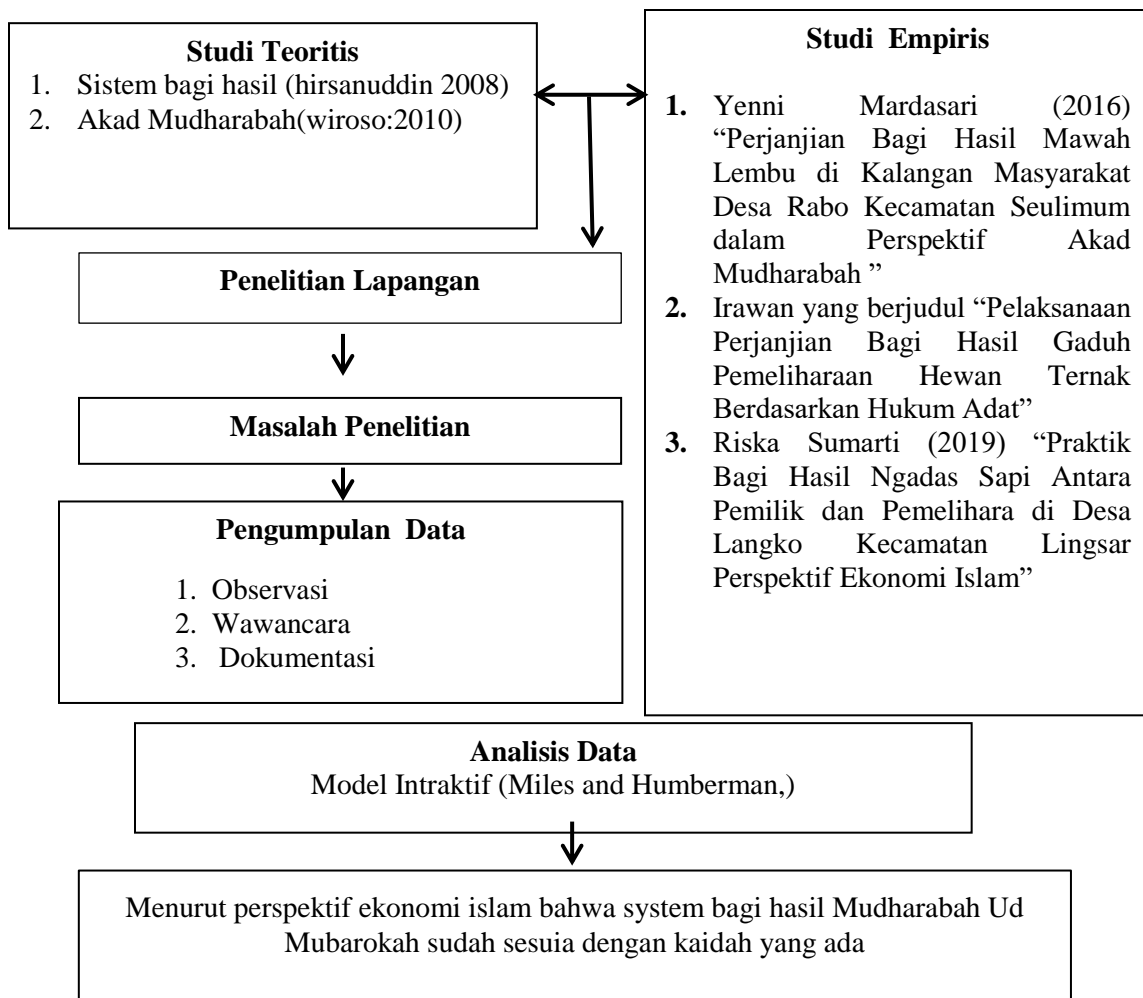 Studi Teoritis
1. Sistem bagi hasil (hirsanuddin 2008)
2. Akad Mudharabah(wiroso:2010)
Studi Empiris
1. Yenni Mardasari (2016)
“Perjanjian Bagi Hasil Mawah
Lembu di Kalangan Masyarakat
Desa Rabo Kecamatan Seulimum
dalam Perspektif Akad
Mudharabah ”
2. Irawan yang berjudul “Pelaksanaan
Perjanjian Bagi Hasil Gaduh
Pemeliharaan Hewan Ternak
Berdasarkan Hukum Adat”
3. Riska Sumarti (2019) “Praktik
Bagi Hasil Ngadas Sapi Antara
Pemilik dan Pemelihara di Desa
Langko Kecamatan Lingsar
Perspektif Ekonomi Islam”
Penelitian Lapangan
Masalah Penelitian
Pengumpulan Data
1. Observasi
2. Wawancara
3. Dokumentasi
Analisis Data
Model Intraktif (Miles and Humberman,)
Menurut perspektif ekonomi islam bahwa system bagi hasil Mudharabah Ud
Mubarokah sudah sesuia dengan kaidah yang ada